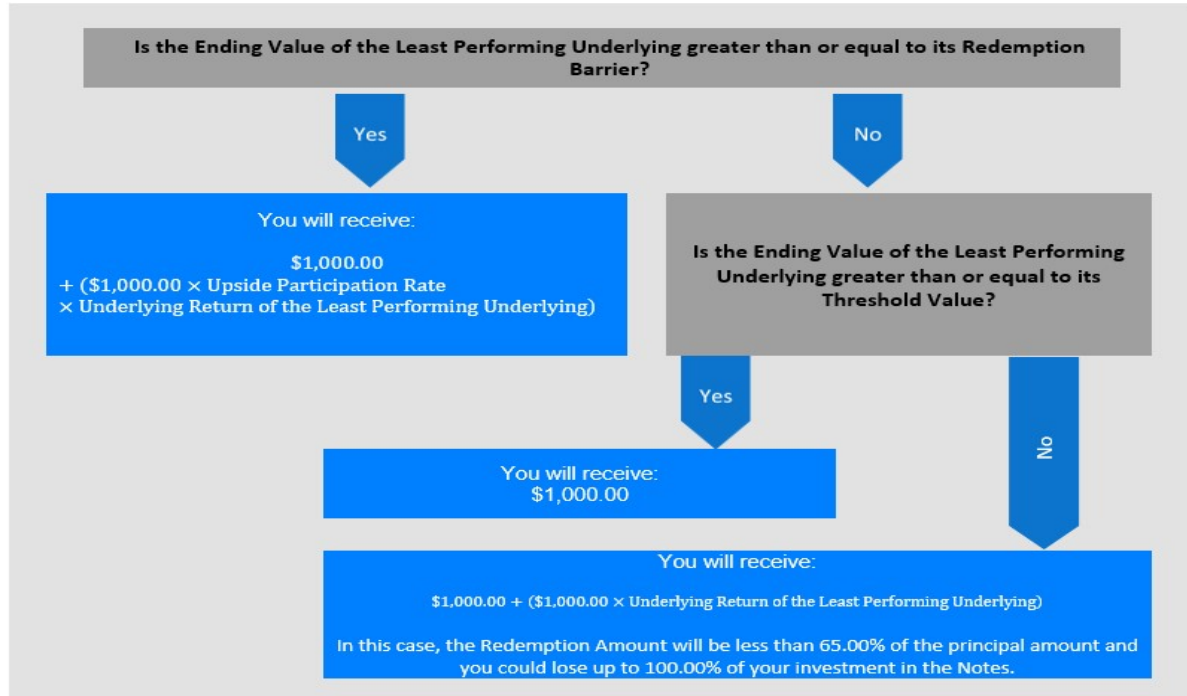 Is the Ending Value of the Least Performing Underlying greater than or equal to its Redemption
Barrier?
Yes
No
You will receive:
$1,000.00
+ ($1,000.00 × Upside Participation Rate
× Underlying Return of the Least Performing Underlying)
Is the Ending Value of the Least Performing
Underlying greater than or equal to its
Threshold Value?
Yes
No
You will receive:
$1,000.00
You will receive:
$1,000.00 + ($1,000.00 × Underlying Return of the Least Performing Underlying)
In this case, the Redemption Amount will be less than 65.00% of the principal amount and
you could lose up to 100.00% of your investment in the Notes.